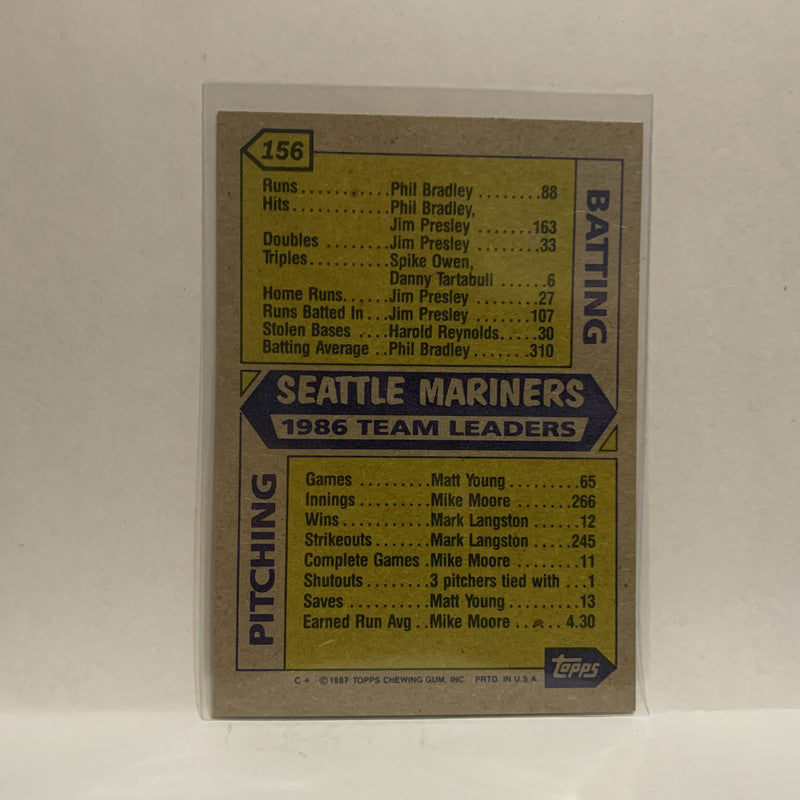 156
BATTING
Runs...........Phil Bradley ........88
Hits..............Phil Bradley,
Jim Presley .......163
Doubles ........Jim Presley ........33
Triples..........Spike Owen,
Danny Tartabull ......6
Home Runs......Jim Presley ........27
Runs Batted In ...Jim Presley .......107
Stolen Bases ....Harold Reynolds.....30
Batting Average ..Phil Bradley .......310
SEATTLE MARINERS
1986 TEAM LEADERS
PITCHING
Games .........Matt Young .........65
Innings.........Mike Moore .......266
Wins...........Mark Langston ......12
Strikeouts.......Mark Langston .....245
Complete Games .Mike Moore ........11
Shutouts........3 pitchers tied with ...1
Saves..........Matt Young .........13
Earned Run Avg ..Mike Moore ...... 4.30
topps
C * © 1987 TOPPS CHEWING GUM, INC. PRTD. IN U.S.A.